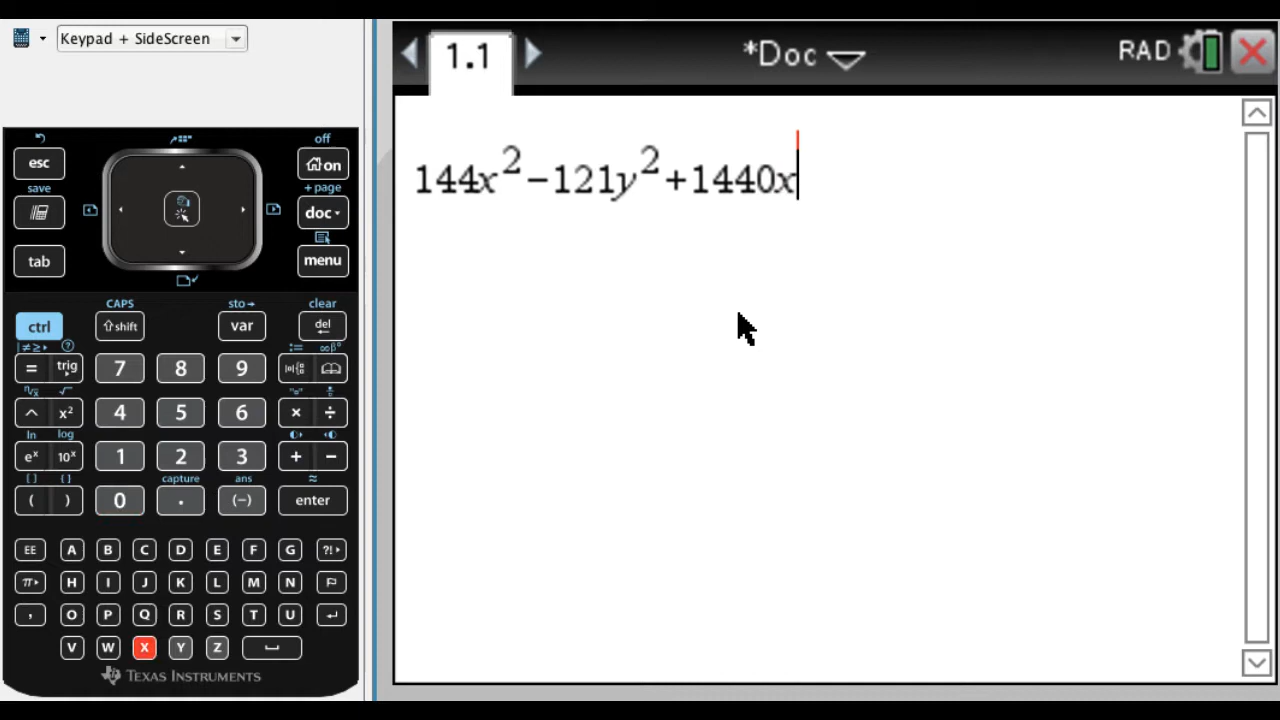 Keypad + SideScreen
1.1
*Doc
RAD
144x²−121y²+1440x
off
esc
on
save
+ page
doc
tab
menu
CAPS
sto→
clear
ctrl
shift
var
del
= trig 7 8 9
^ x² 4 5 6 × ÷
ln log
eˣ 10ˣ 1 2 3 + −
[ ] { } capture ans ≈
( ) 0 . (−) enter
EE A B C D E F G ?!
π H I J K L M N
, O P Q R S T U
V W X Y Z
TEXAS INSTRUMENTS